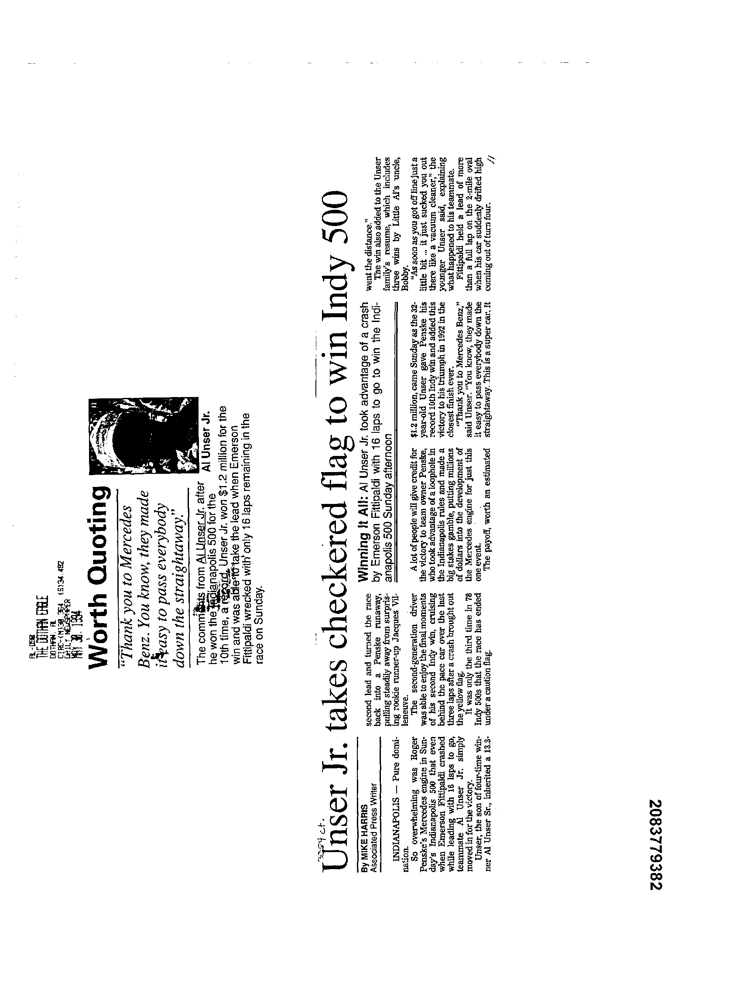 THE DOTHAN EAGLE
DOTHAN, AL
DAILY NEWSPAPER
MAY 30, 1994
Worth Quoting
“Thank you to Mercedes
Benz. You know, they made
it easy to pass everybody
down the straightaway.”
Al Unser Jr.
The comments from Al Unser Jr. after
he won the Indianapolis 500 for the
10th time, a record. Unser Jr. won $1.2 million for the
win and was able to take the lead when Emerson
Fittipaldi wrecked with only 16 laps remaining in the
race on Sunday.
Unser Jr. takes checkered flag to win Indy 500
By MIKE HARRIS
Associated Press Writer
INDIANAPOLIS — Pure domi-
nation.
So overwhelming was Roger
Penske's Mercedes engine in Sun-
day's Indianapolis 500 that even
when Emerson Fittipaldi crashed
while leading with 16 laps to go,
teammate Al Unser Jr. simply
moved in for the victory.
Unser, the son of four-time win-
ner Al Unser Sr., inherited a 13.3-
second lead and turned the race
back into a Penske runaway,
pulling steadily away from surpris-
ing rookie runner-up Jacques Vil-
leneuve.
The second-generation driver
was able to enjoy the final moments
of his second Indy win, cruising
behind the pace car over the last
three laps after a crash brought out
the yellow flag.
It was only the third time in 78
Indy 500s that the race has ended
under a caution flag.
Winning It All: Al Unser Jr. took advantage of a crash
by Emerson Fittipaldi with 16 laps to go to win the Indi-
anapolis 500 Sunday afternoon
A lot of people will give credit for
the victory to team owner Penske,
who took advantage of a loophole in
the Indianapolis rules and made a
big stakes gamble, putting millions
of dollars into the development of
the Mercedes engine for just this
one event.
The payoff, worth an estimated
$1.2 million, came Sunday as the 32-
year-old Unser gave Penske his
record 10th Indy win and added this
victory to his triumph in 1992 in the
closest finish ever.
“Thank you to Mercedes Benz,”
said Unser. “You know, they made
it easy to pass everybody down the
straightaway. This is a super car. It
went the distance.”
The win also added to the Unser
family's resume, which includes
three wins by Little Al's uncle,
Bobby.
“As soon as you got off line just a
little bit ... it just sucked you out
there like a vacuum cleaner,” the
younger Unser said, explaining
what happened to his teammate.
Fittipaldi held a lead of more
than a full lap on the 2-mile oval
when his car suddenly drifted high
coming out of turn four.
2083779382